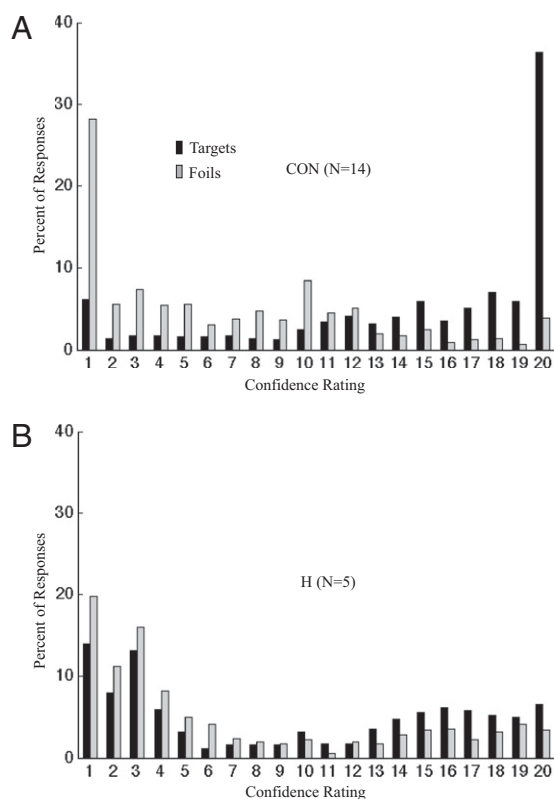 A
40
30
20
10
0
Percent of Responses
Targets
Foils
CON (N=14)
1 2 3 4 5 6 7 8 9 10 11 12 13 14 15 16 17 18 19 20
Confidence Rating
B
40
30
20
10
0
Percent of Responses
H (N=5)
1 2 3 4 5 6 7 8 9 10 11 12 13 14 15 16 17 18 19 20
Confidence Rating